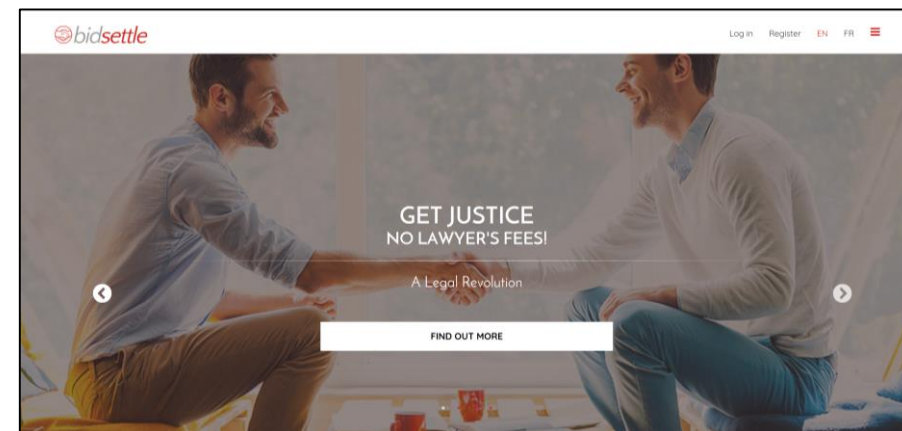 bidsettle
Log in Register EN FR
GET JUSTICE
NO LAWYER'S FEES!
A Legal Revolution
FIND OUT MORE